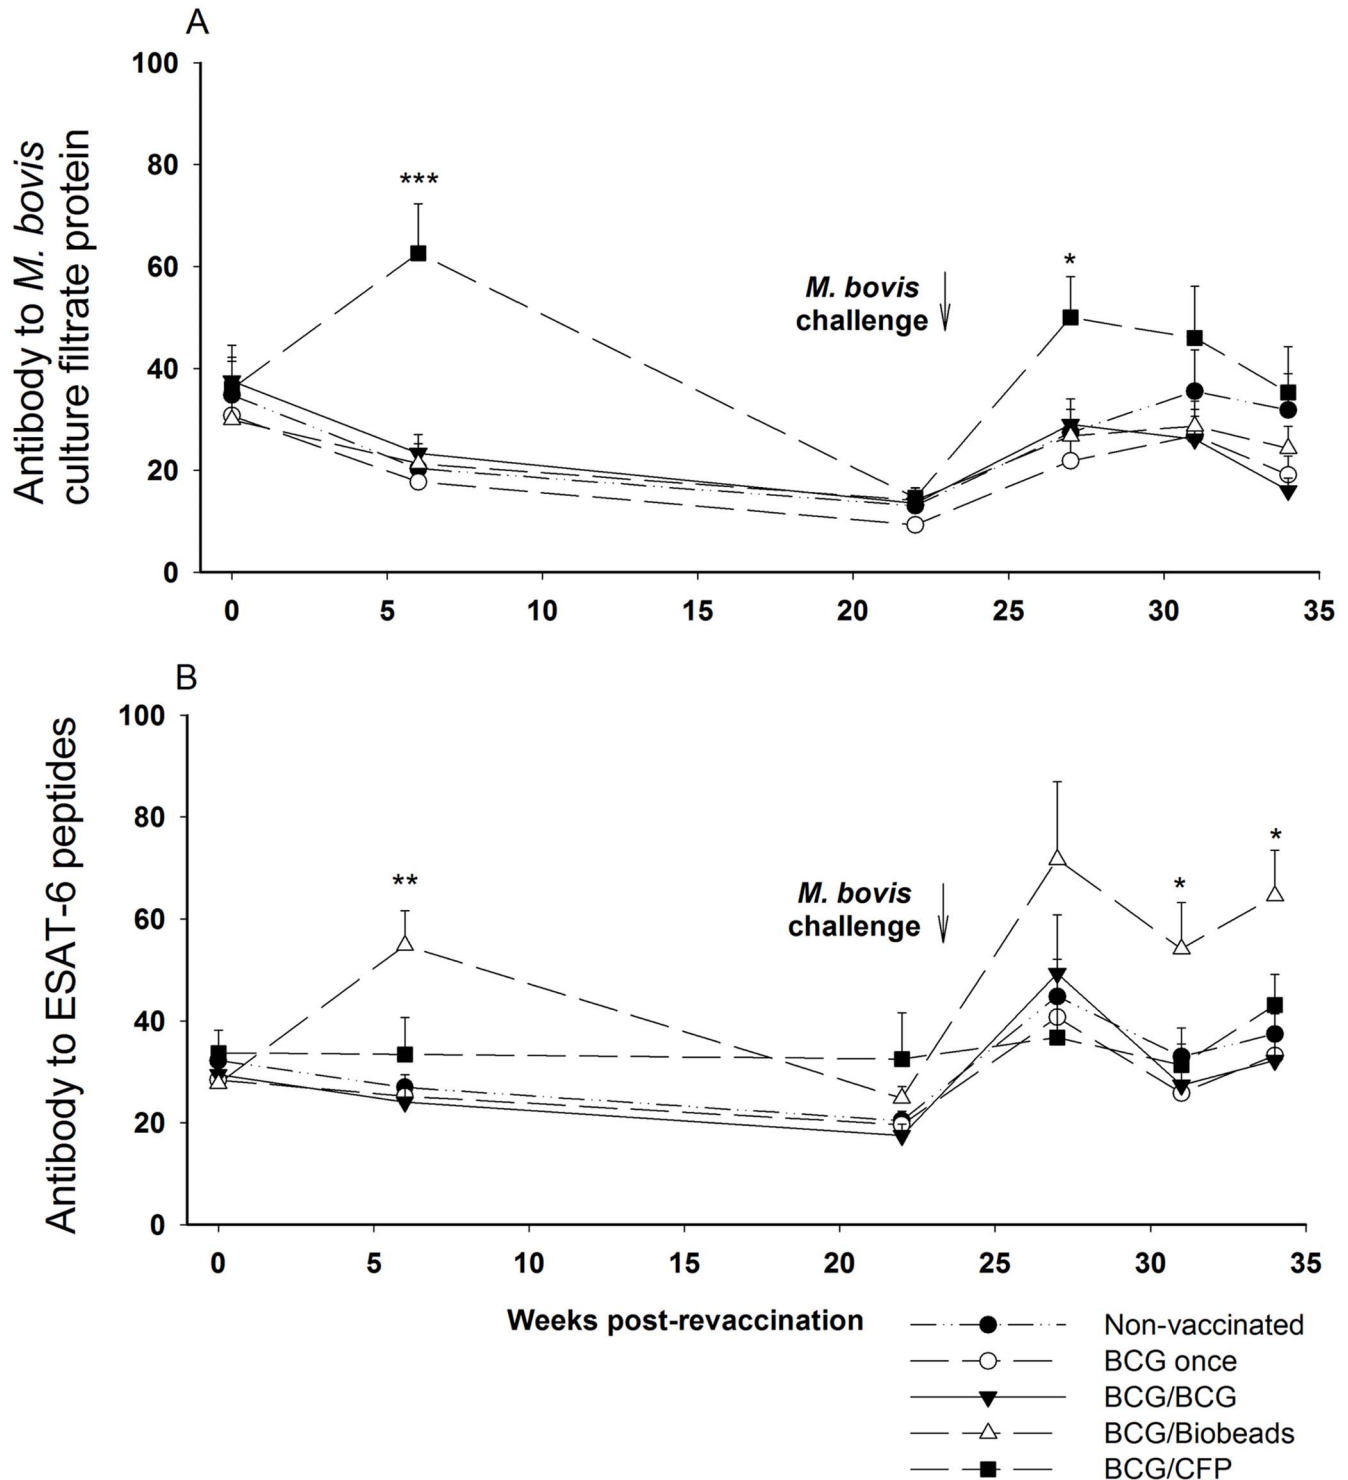 A
Antibody to M. bovis
culture filtrate protein
100
80
60
40
20
0
***
*
M. bovis
challenge
0 5 10 15 20 25 30 35
B
Antibody to ESAT-6 peptides
100
80
60
40
20
0
**
*
*
M. bovis
challenge
0 5 10 15 20 25 30 35
Weeks post-revaccination
Non-vaccinated
BCG once
BCG/BCG
BCG/Biobeads
BCG/CFP